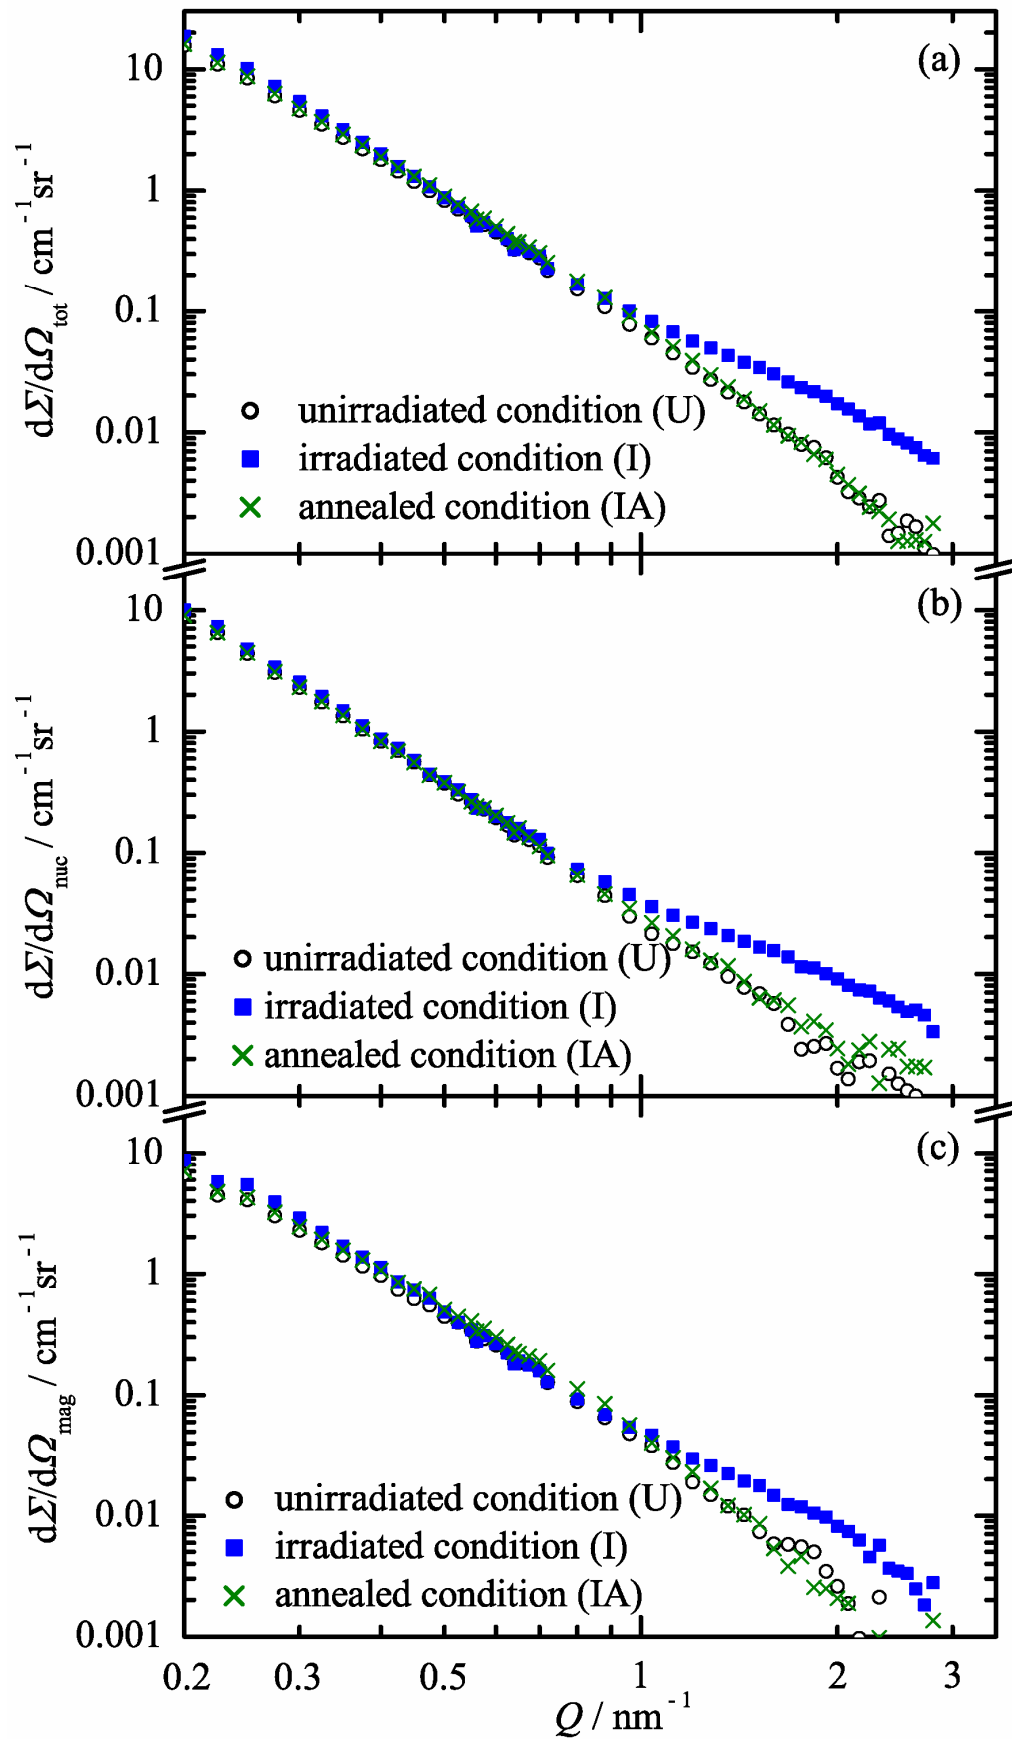 (a)
10
1
0.1
0.01
0.001
dΣ/dΩtot / cm⁻¹sr⁻¹
unirradiated condition (U)
irradiated condition (I)
annealed condition (IA)
(b)
10
1
0.1
0.01
0.001
dΣ/dΩnuc / cm⁻¹sr⁻¹
unirradiated condition (U)
irradiated condition (I)
annealed condition (IA)
(c)
10
1
0.1
0.01
0.001
dΣ/dΩmag / cm⁻¹sr⁻¹
unirradiated condition (U)
irradiated condition (I)
annealed condition (IA)
0.2 0.3 0.5 1 2 3
Q / nm⁻¹